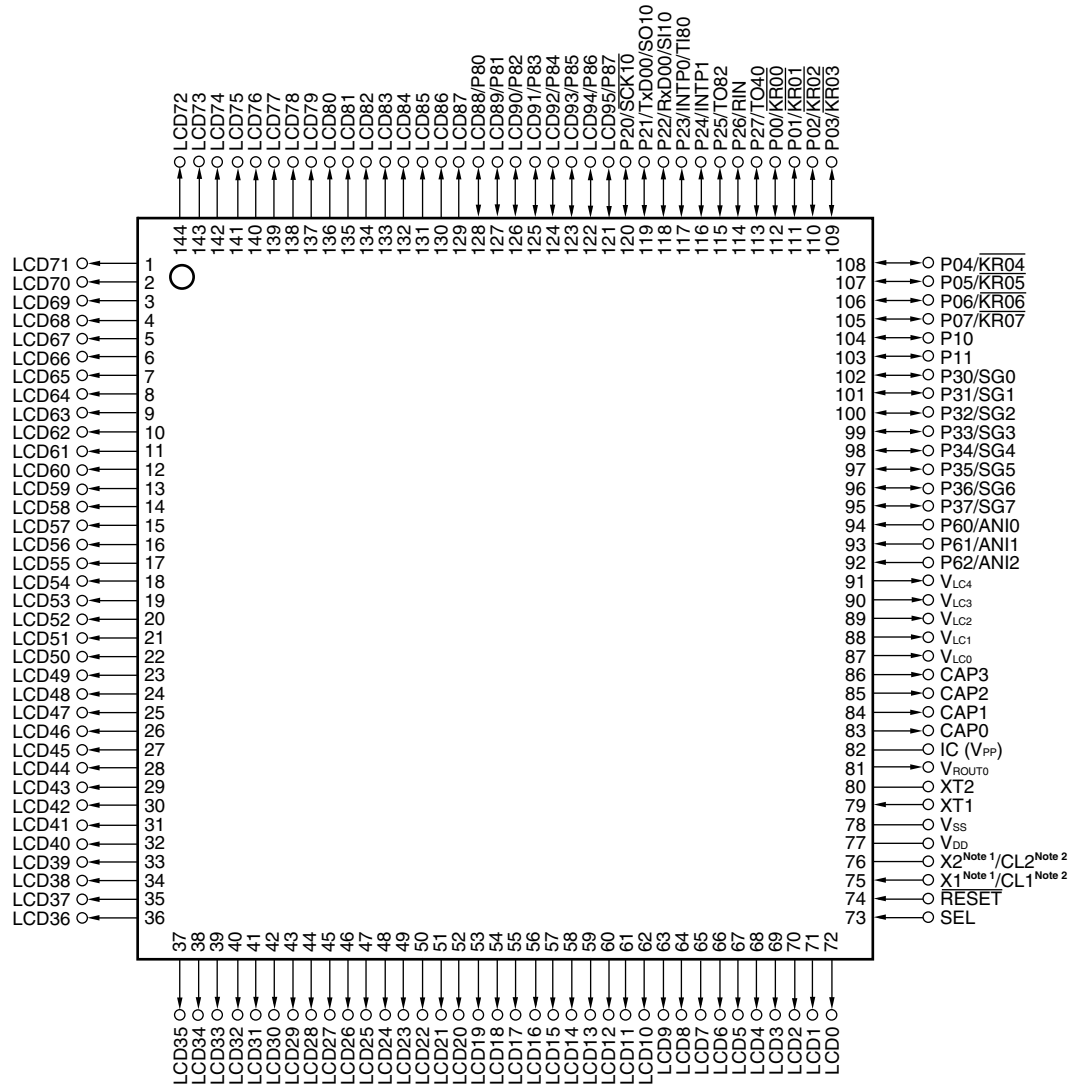 LCD72
LCD73
LCD74
LCD75
LCD76
LCD77
LCD78
LCD79
LCD80
LCD81
LCD82
LCD83
LCD84
LCD85
LCD86
LCD87
LCD88/P80
LCD89/P81
LCD90/P82
LCD91/P83
LCD92/P84
LCD93/P85
LCD94/P86
LCD95/P87
P20/SCK10
P21/TxD00/SO10
P22/RxD00/SI10
P23/INTP0/TI80
P24/INTP1
P25/TO82
P26/RIN
P27/TO40
P00/KR00
P01/KR01
P02/KR02
P03/KR03
144 143 142 141 140 139 138 137 136 135 134 133 132 131 130 129 128 127 126 125 124 123 122 121 120 119 118 117 116 115 114 113 112 111 110 109
LCD71 1
LCD70 2
LCD69 3
LCD68 4
LCD67 5
LCD66 6
LCD65 7
LCD64 8
LCD63 9
LCD62 10
LCD61 11
LCD60 12
LCD59 13
LCD58 14
LCD57 15
LCD56 16
LCD55 17
LCD54 18
LCD53 19
LCD52 20
LCD51 21
LCD50 22
LCD49 23
LCD48 24
LCD47 25
LCD46 26
LCD45 27
LCD44 28
LCD43 29
LCD42 30
LCD41 31
LCD40 32
LCD39 33
LCD38 34
LCD37 35
LCD36 36
108 P04/KR04
107 P05/KR05
106 P06/KR06
105 P07/KR07
104 P10
103 P11
102 P30/SG0
101 P31/SG1
100 P32/SG2
99 P33/SG3
98 P34/SG4
97 P35/SG5
96 P36/SG6
95 P37/SG7
94 P60/ANI0
93 P61/ANI1
92 P62/ANI2
91 VLC4
90 VLC3
89 VLC2
88 VLC1
87 VLC0
86 CAP3
85 CAP2
84 CAP1
83 CAP0
82 IC (VPP)
81 VROUT0
80 XT2
79 XT1
78 VSS
77 VDD
76 X2Note 1/CL2Note 2
75 X1Note 1/CL1Note 2
74 RESET
73 SEL
37 38 39 40 41 42 43 44 45 46 47 48 49 50 51 52 53 54 55 56 57 58 59 60 61 62 63 64 65 66 67 68 69 70 71 72
LCD35
LCD34
LCD33
LCD32
LCD31
LCD30
LCD29
LCD28
LCD27
LCD26
LCD25
LCD24
LCD23
LCD22
LCD21
LCD20
LCD19
LCD18
LCD17
LCD16
LCD15
LCD14
LCD13
LCD12
LCD11
LCD10
LCD9
LCD8
LCD7
LCD6
LCD5
LCD4
LCD3
LCD2
LCD1
LCD0